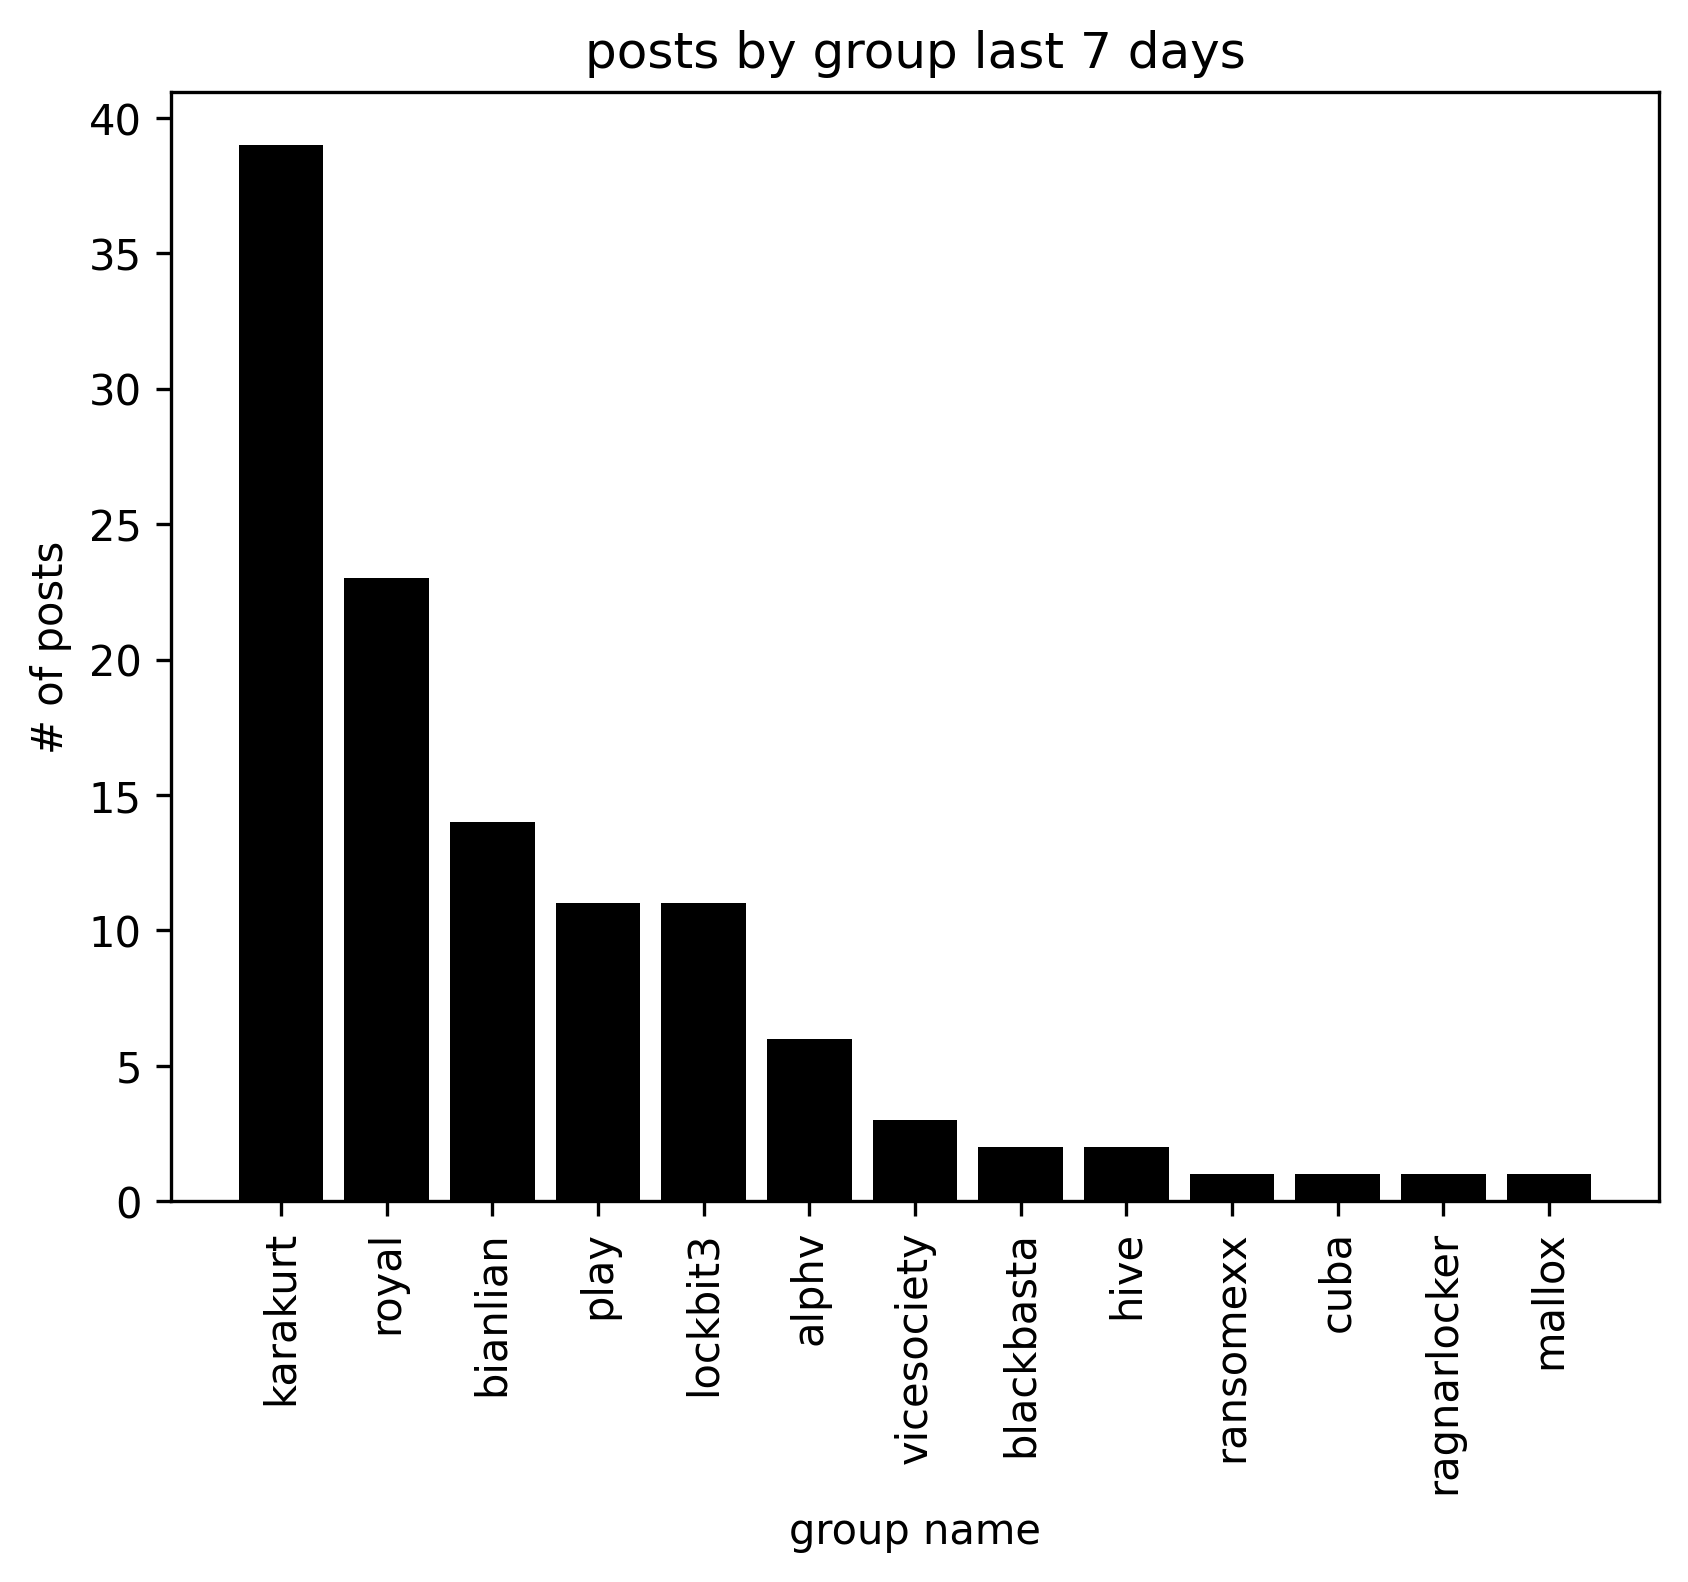 posts by group last 7 days
40
35
30
25
20
15
10
5
0
# of posts
karakurt
royal
bianlian
play
lockbit3
alphv
vicesociety
blackbasta
hive
ransomexx
cuba
ragnarlocker
mallox
group name